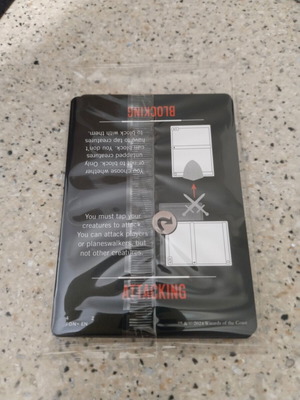 BLOCKING
You choose whether
or not to block. Only
untapped creatures
can block. You don't
have to tap creatures
to block with them.
You must tap your
creatures to attack.
You can attack players
or planeswalkers, but
not other creatures.
ATTACKING
™ & © 2024 Wizards of the Coast